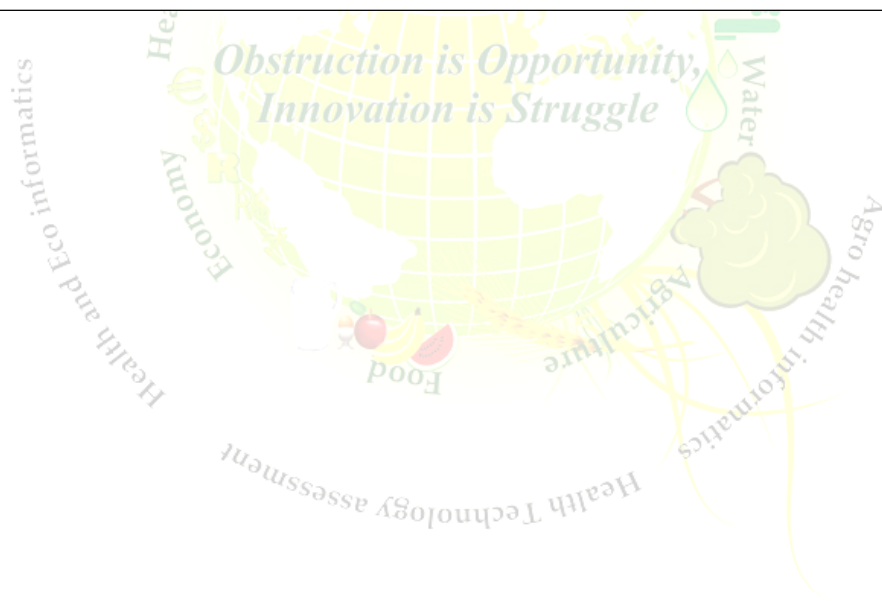 Hea
Obstruction is Opportunity,
Innovation is Struggle
Water
Economy
Agriculture
Food
Health and Eco informatics
Agro health informatics
Health Technology assessment